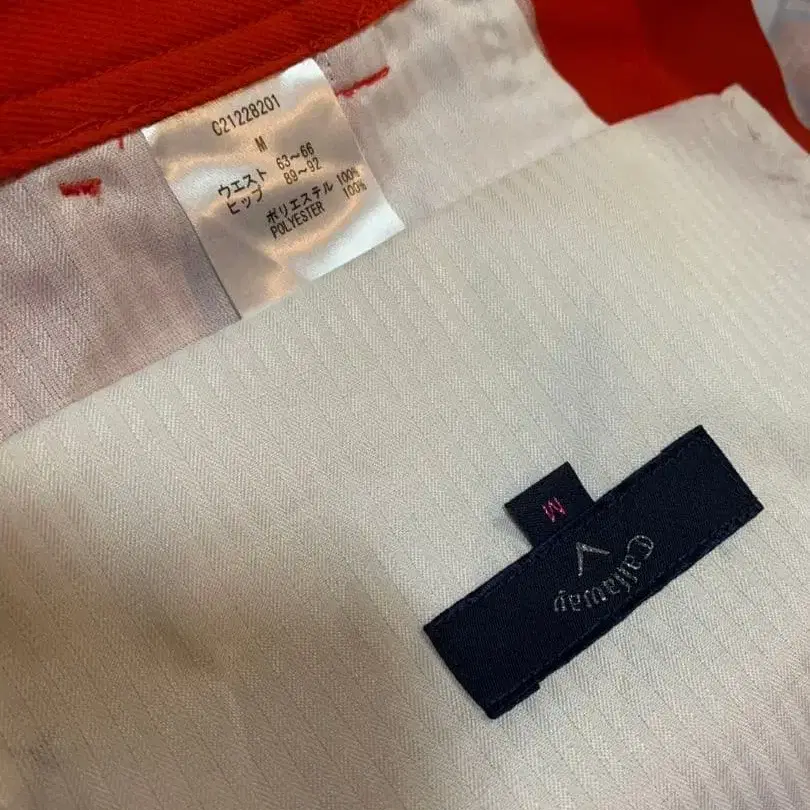 C21228201
M
ウエスト 63〜66
ヒップ 89〜92
ポリエステル 100%
POLYESTER 100%
M
Callaway